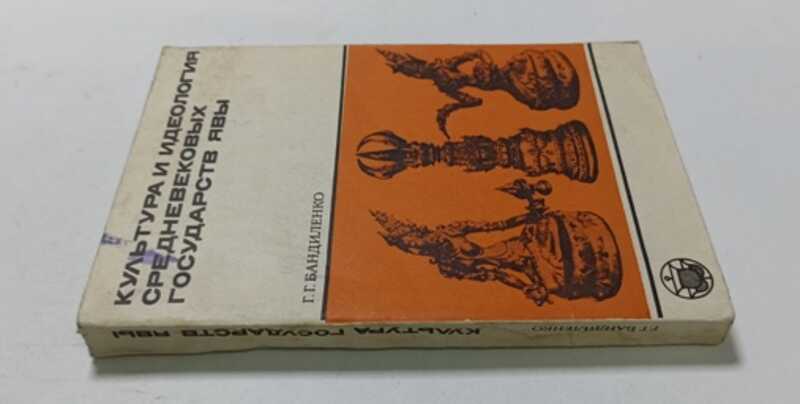 КУЛЬТУРА И ИДЕОЛОГИЯ
СРЕДНЕВЕКОВЫХ
ГОСУДАРСТВ ЯВЫ
Г. Г. БАНДИЛЕНКО
Г.Г. БАНДИЛЕНКО
КУЛЬТУРА ГОСУДАРСТВ ЯВЫ